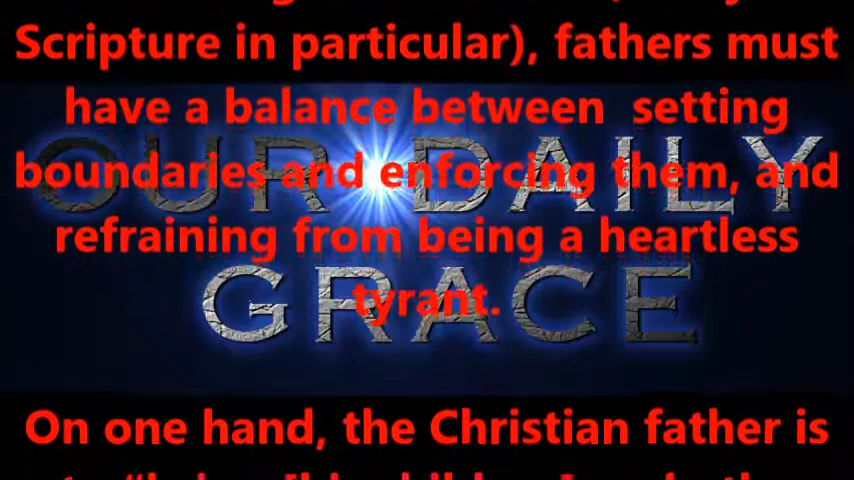 Scripture in particular), fathers must
have a balance between setting
OUR DAILY
boundaries and enforcing them, and
refraining from being a heartless
GRACE
tyrant.
On one hand, the Christian father is